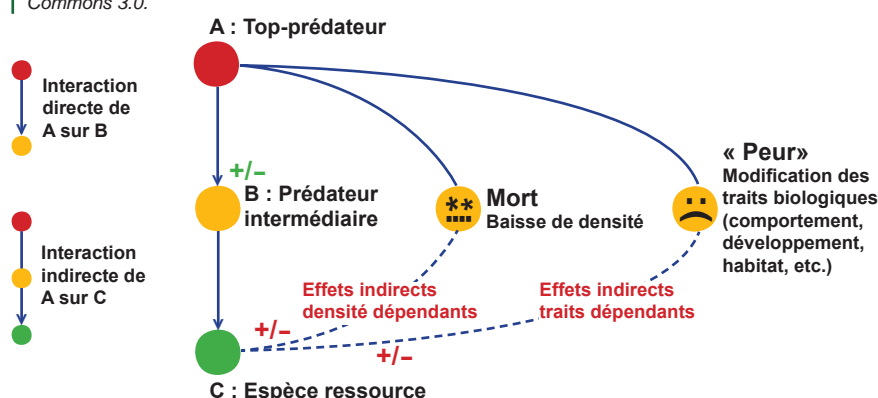 Commons 3.0.
A : Top-prédateur
Interaction
directe de
A sur B
+/-
B : Prédateur
intermédiaire
**
Mort
Baisse de densité
« Peur»
Modification des
traits biologiques
(comportement,
développement,
habitat, etc.)
Interaction
indirecte de
A sur C
Effets indirects
densité dépendants
Effets indirects
traits dépendants
+/-
+/-
C : Espèce ressource